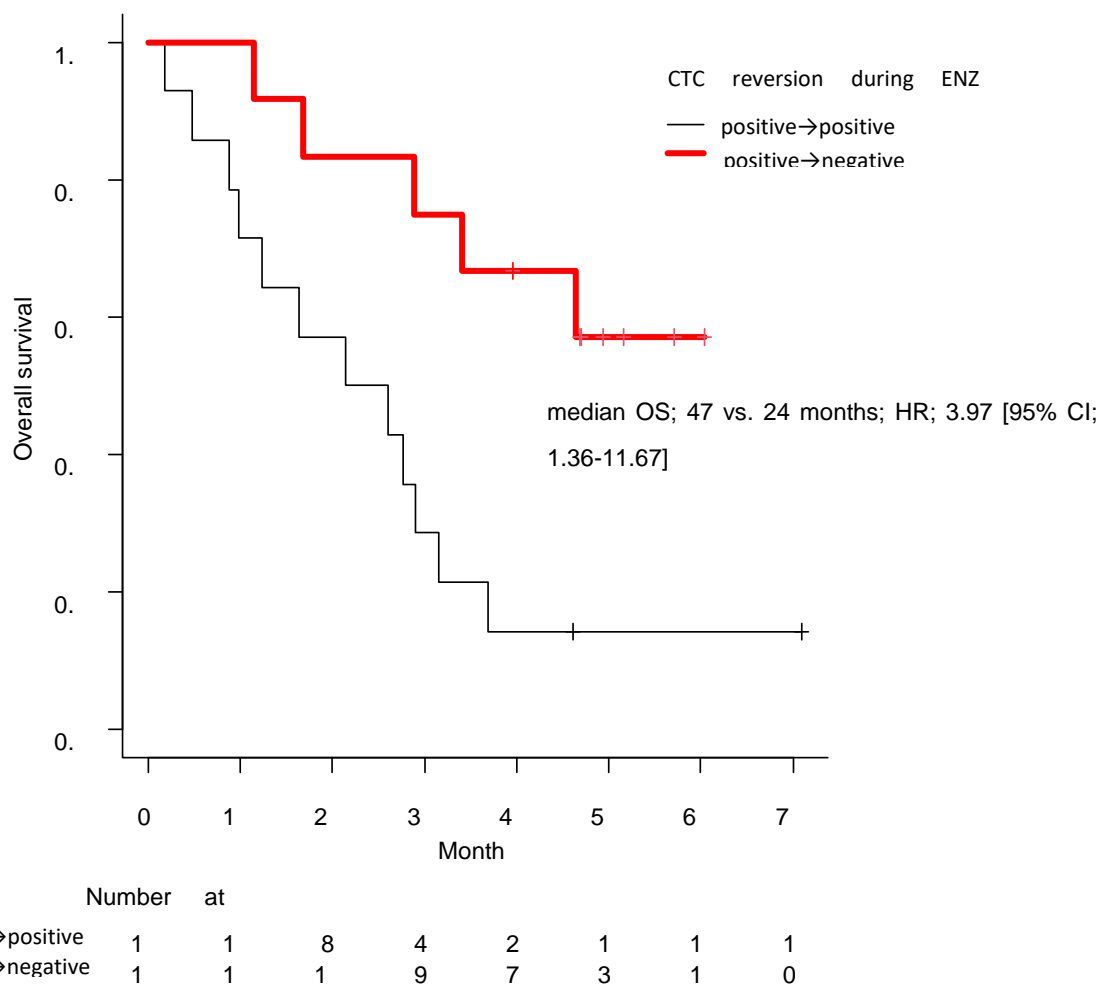 1.
CTC reversion during ENZ
positive→positive
positive→negative
0.
0.
0.
0.
0.
Overall survival
median OS; 47 vs. 24 months; HR; 3.97 [95% CI;
1.36-11.67]
0 1 2 3 4 5 6 7
Month
Number at
→positive 1 1 8 4 2 1 1 1
→negative 1 1 1 9 7 3 1 0